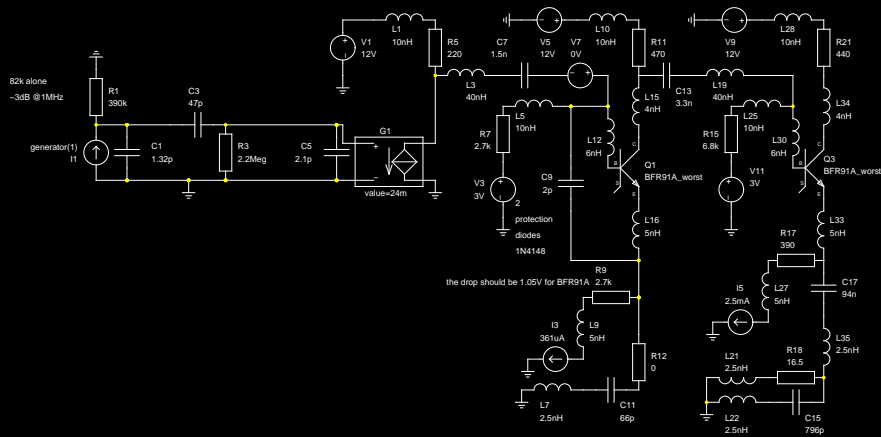 82k alone
–3dB @1MHz
R1
390k
generator(1)
I1
C1
1.32p
C3
47p
R3
2.2Meg
C5
2.1p
G1
value=24m
V1
12V
L1
10nH
R5
220
L3
40nH
C7
1.5n
V5
12V
V7
0V
L10
10nH
R11
470
L5
10nH
R7
2.7k
V3
3V
2
protection
diodes
1N4148
C9
2p
L12
6nH
L15
4nH
C
B
S
E
Q1
BFR91A_worst
L16
5nH
the drop should be 1.05V for BFR91A
R9
2.7k
I3
361uA
L9
5nH
R12
0
L7
2.5nH
C11
66p
C13
3.3n
L19
40nH
V9
12V
L28
10nH
R21
440
L25
10nH
R15
6.8k
V11
3V
L30
6nH
L34
4nH
C
B
S
E
Q3
BFR91A_worst
L33
5nH
R17
390
I5
2.5mA
L27
5nH
C17
94n
L35
2.5nH
L21
2.5nH
R18
16.5
L22
2.5nH
C15
796p